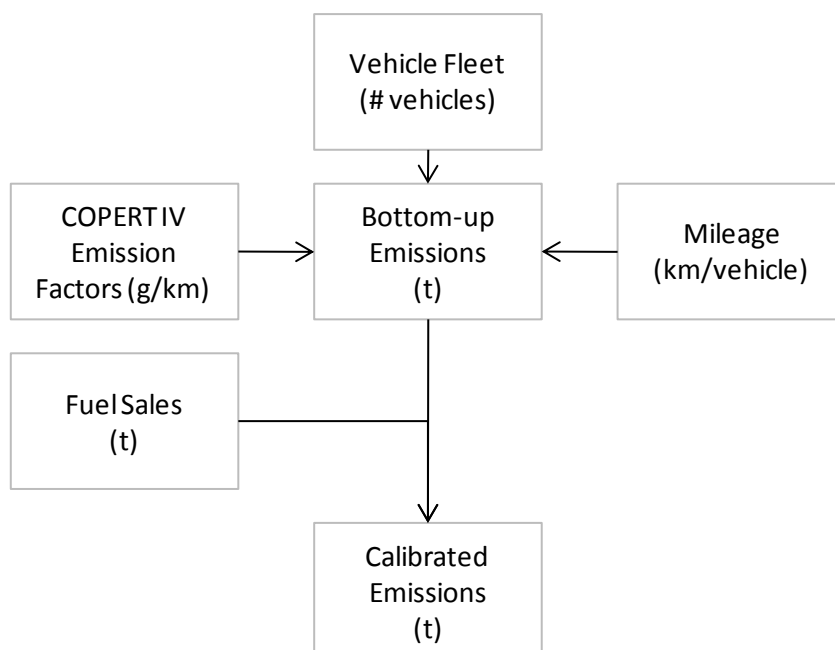 Vehicle Fleet
(# vehicles)
COPERT IV
Emission
Factors (g/km)
Bottom-up
Emissions
(t)
Mileage
(km/vehicle)
Fuel Sales
(t)
Calibrated
Emissions
(t)